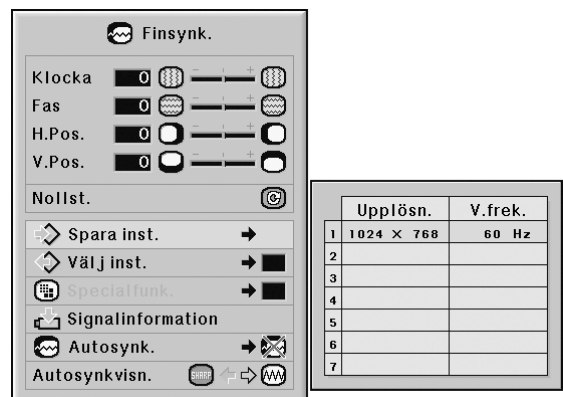 Finsynk.
Klocka 0
Fas 0
H.Pos. 0
V.Pos. 0
Nollst.
Spara inst.
Välj inst.
Specialfunk.
Signalinformation
Autosynk.
Autosynkvisn. SHARP
Upplösn. V.frek.
1 1024 × 768 60 Hz
2
3
4
5
6
7